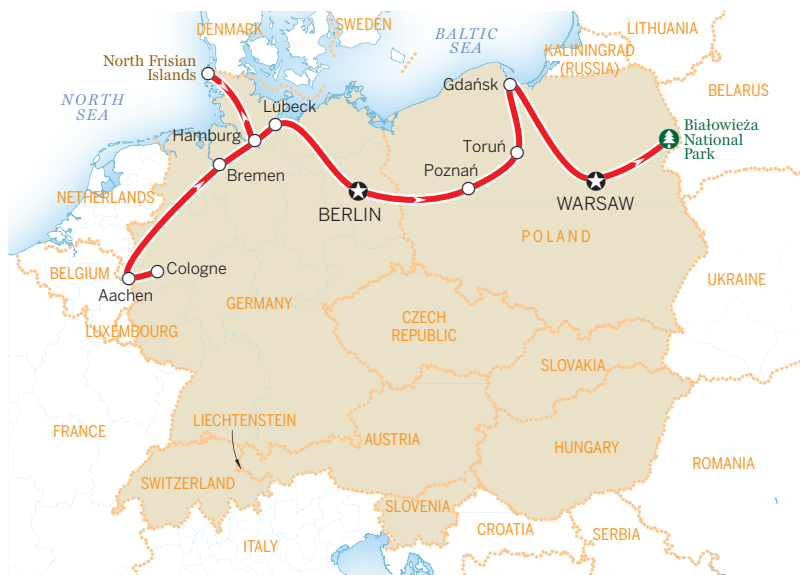 DENMARK
SWEDEN
BALTIC
SEA
LITHUANIA
KALININGRAD
(RUSSIA)
BELARUS
North Frisian
Islands
NORTH
SEA
Gdańsk
Lübeck
Hamburg
Białowieża
National
Park
Toruń
Bremen
Poznań
NETHERLANDS
BERLIN
WARSAW
POLAND
BELGIUM
Cologne
Aachen
UKRAINE
GERMANY
LUXEMBOURG
CZECH
REPUBLIC
SLOVAKIA
LIECHTENSTEIN
FRANCE
AUSTRIA
HUNGARY
ROMANIA
SWITZERLAND
SLOVENIA
CROATIA
SERBIA
ITALY